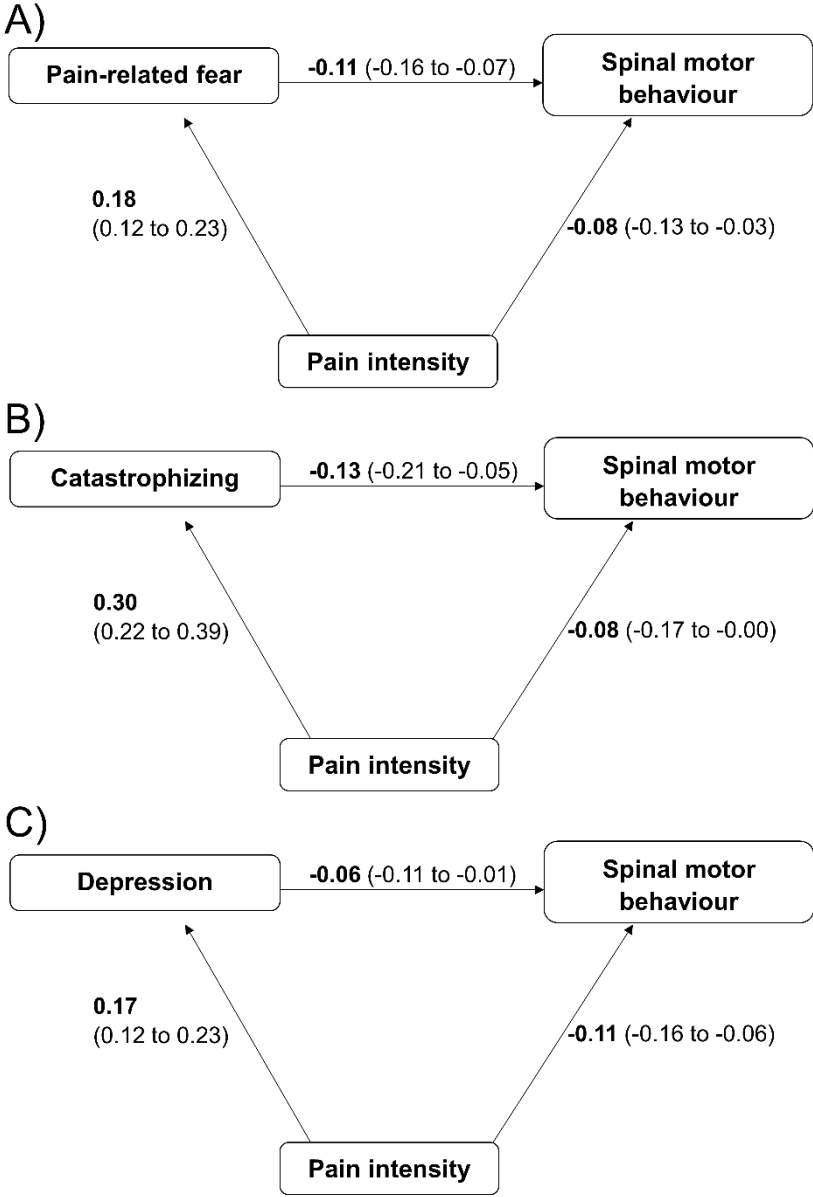 A)
Pain-related fear
-0.11 (-0.16 to -0.07)
Spinal motor
behaviour
0.18
(0.12 to 0.23)
-0.08 (-0.13 to -0.03)
Pain intensity
B)
Catastrophizing
-0.13 (-0.21 to -0.05)
Spinal motor
behaviour
0.30
(0.22 to 0.39)
-0.08 (-0.17 to -0.00)
Pain intensity
C)
Depression
-0.06 (-0.11 to -0.01)
Spinal motor
behaviour
0.17
(0.12 to 0.23)
-0.11 (-0.16 to -0.06)
Pain intensity